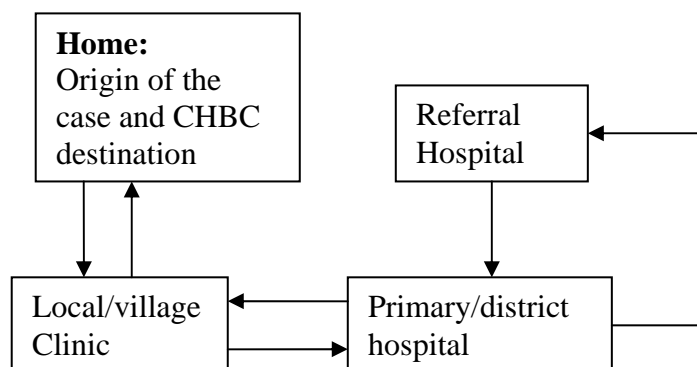 Home:
Origin of the
case and CHBC
destination
Referral
Hospital
Local/village
Clinic
Primary/district
hospital